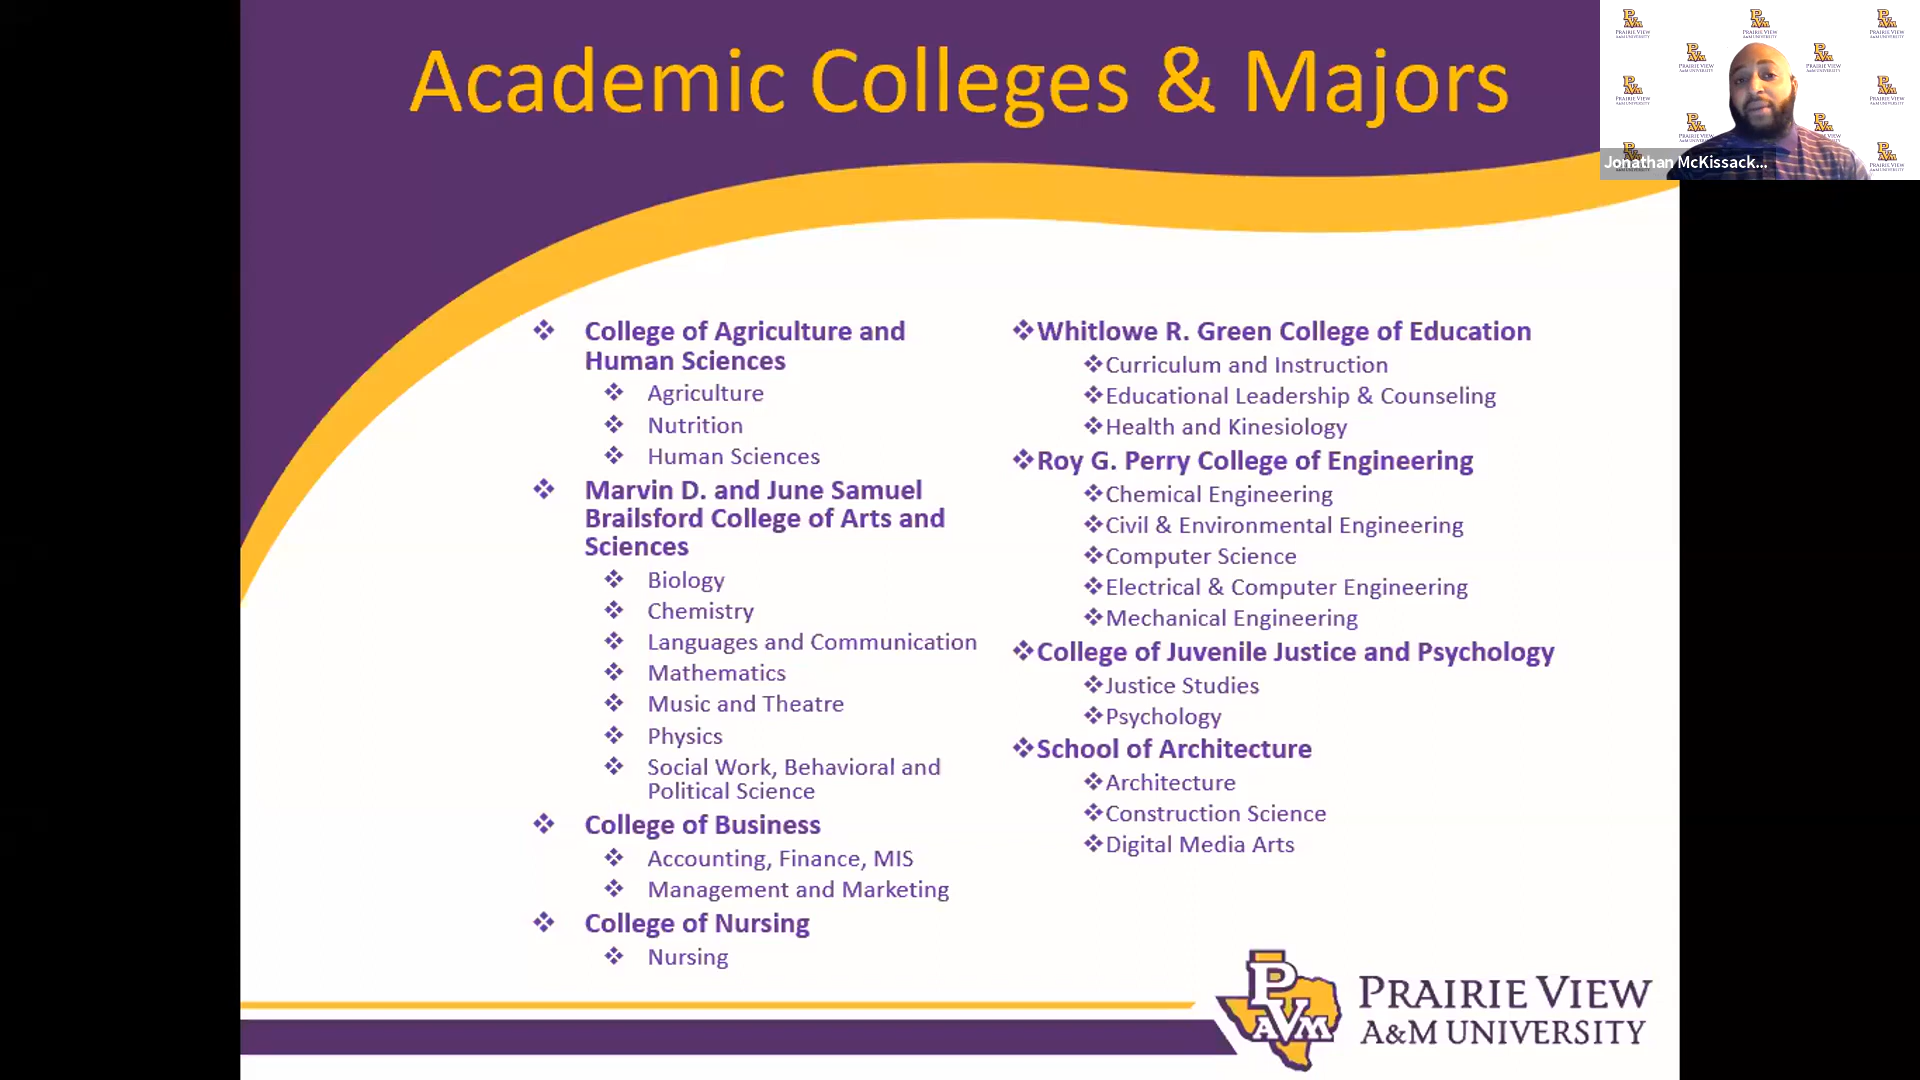 Academic Colleges & Majors
College of Agriculture and
Human Sciences
Agriculture
Nutrition
Human Sciences
Marvin D. and June Samuel
Brailsford College of Arts and
Sciences
Biology
Chemistry
Languages and Communication
Mathematics
Music and Theatre
Physics
Social Work, Behavioral and
Political Science
College of Business
Accounting, Finance, MIS
Management and Marketing
College of Nursing
Nursing
Whitlowe R. Green College of Education
Curriculum and Instruction
Educational Leadership & Counseling
Health and Kinesiology
Roy G. Perry College of Engineering
Chemical Engineering
Civil & Environmental Engineering
Computer Science
Electrical & Computer Engineering
Mechanical Engineering
College of Juvenile Justice and Psychology
Justice Studies
Psychology
School of Architecture
Architecture
Construction Science
Digital Media Arts
PV
A&M
PRAIRIE VIEW
A&M UNIVERSITY
Jonathan McKissack...
PRAIRIE VIEW
A&M UNIVERSITY